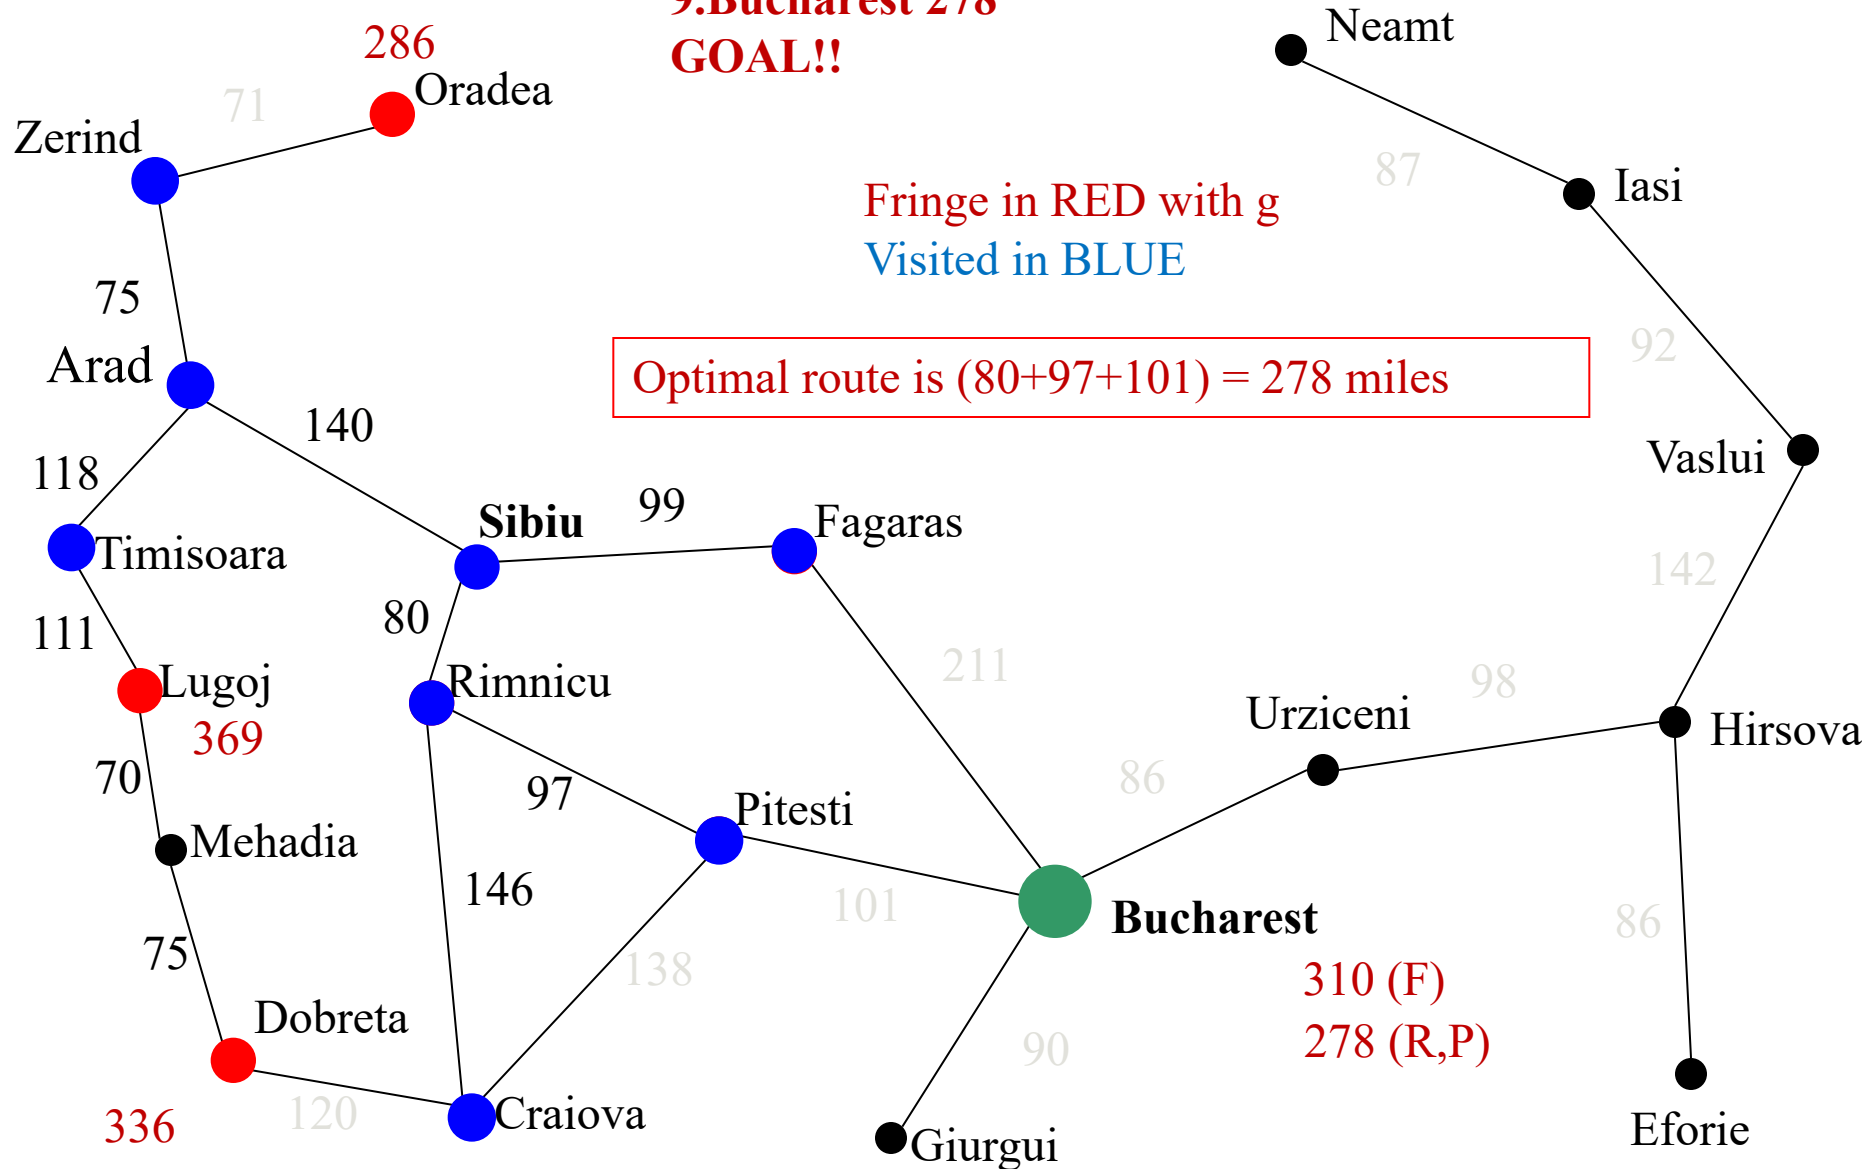 9.Bucharest 278
GOAL!!
Neamt
286
Oradea
71
Zerind
87
Iasi
Fringe in RED with g
Visited in BLUE
75
92
Arad
Optimal route is (80+97+101) = 278 miles
140
118
Vaslui
Sibiu
99
Fagaras
Timisoara
142
80
111
211
Lugoj
Rimnicu
98
Urziceni
Hirsova
369
70
97
86
Pitesti
Mehadia
146
101
Bucharest
86
75
138
310 (F)
Dobreta
278 (R,P)
90
336
120
Craiova
Giurgui
Eforie